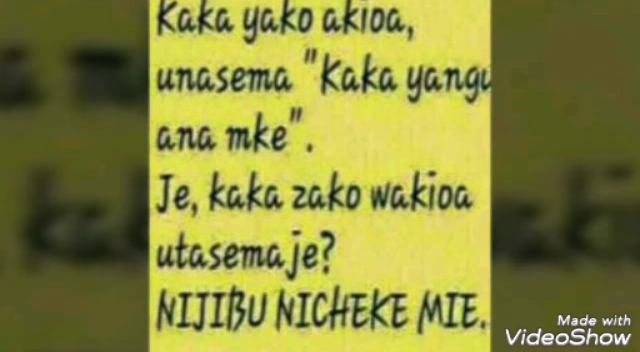 Kaka yako akioa,
unasema "Kaka yangu
ana mke".
Je, kaka zako wakioa
utasemaje?
NIJIBU NICHEKE MIE.
Made with
VideoShow